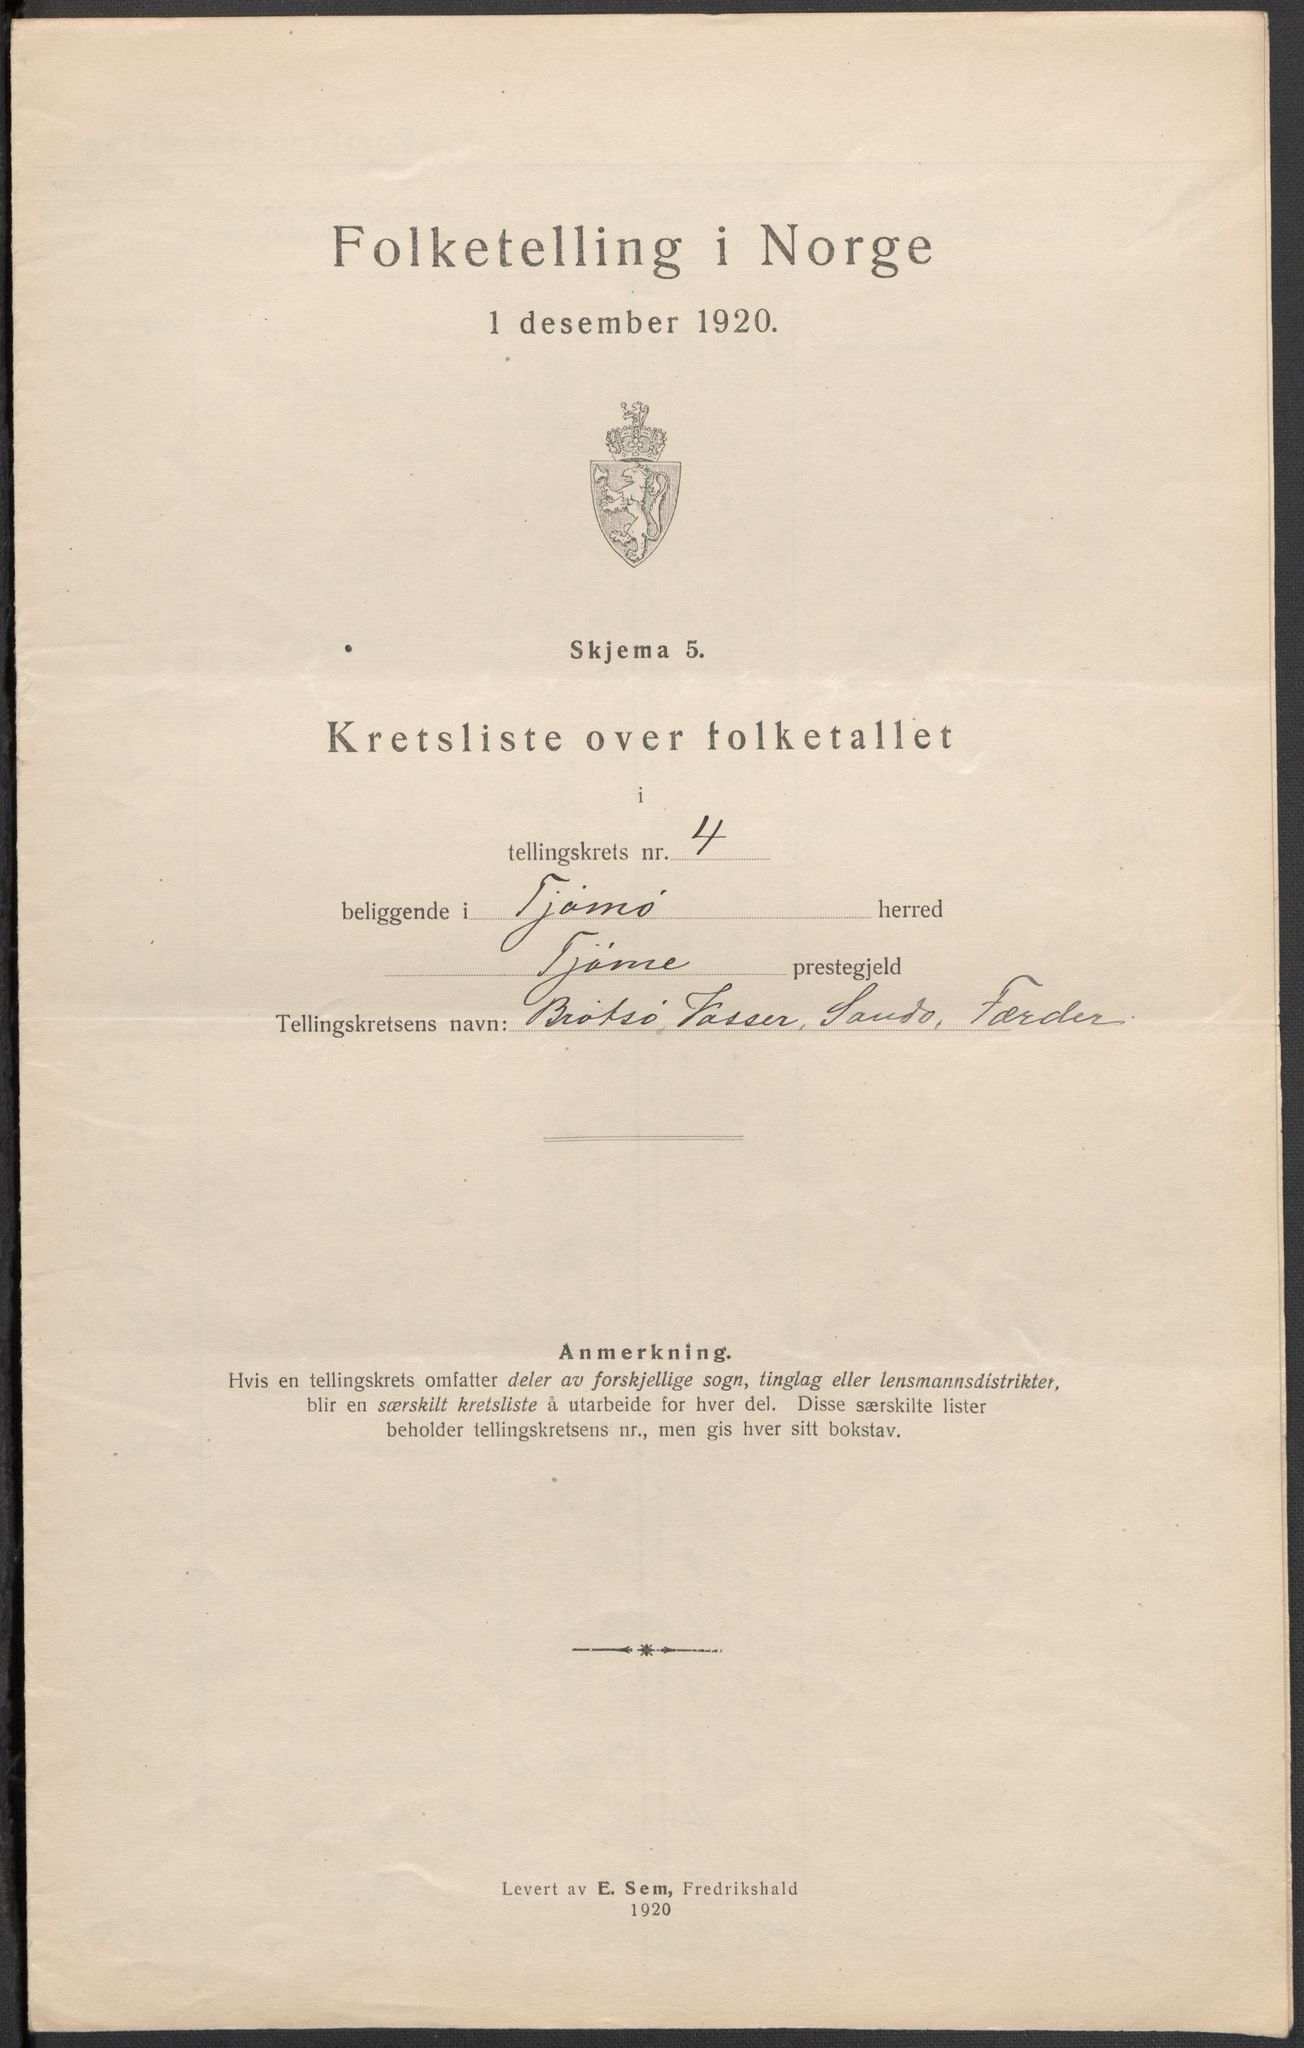 Folketelling i Norge
1 desember 1920.
Skjema 5.
Kretsliste over folketallet
i
tellingskrets nr. 4
beliggende i Tjømø herred
Tjøme prestegjeld
Tellingskretsens navn: Brøtsø, Vasser, Sandø, Færder
Anmerkning.
Hvis en tellingskrets omfatter deler av forskjellige sogn, tinglag eller lensmannsdistrikter,
blir en særskilt kretsliste å utarbeide for hver del. Disse særskilte lister
beholder tellingskretsens nr., men gis hver sitt bokstav.
Levert av E. Sem, Fredrikshald
1920